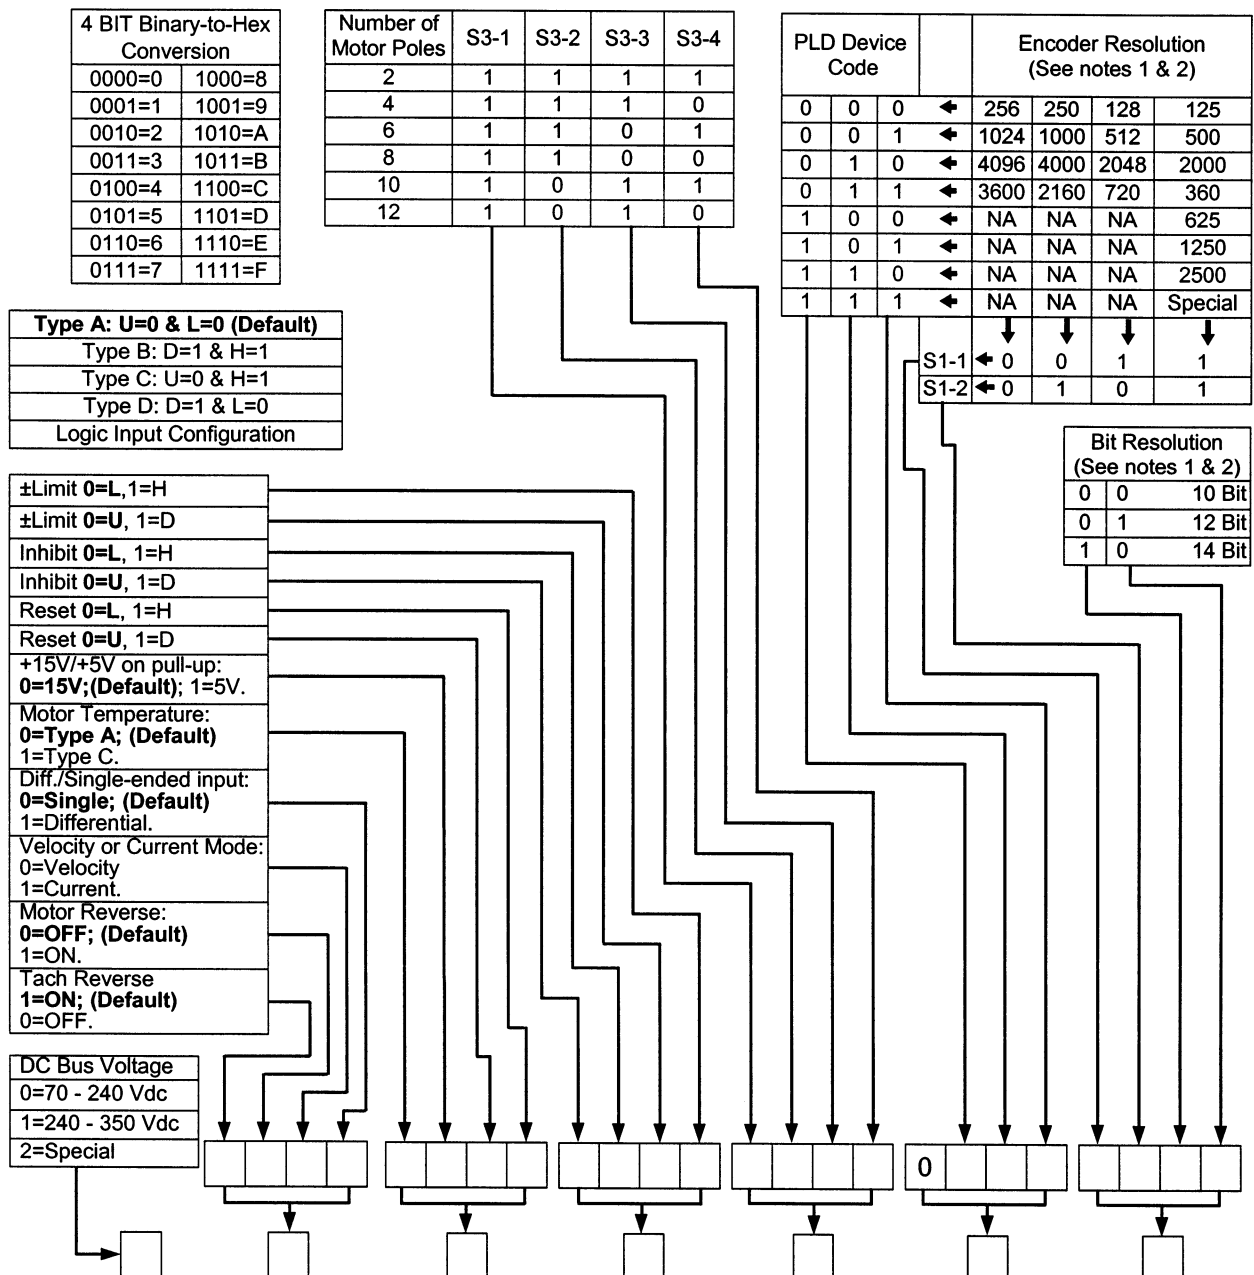 4 BIT Binary-to-Hex
Conversion
0000=0 1000=8
0001=1 1001=9
0010=2 1010=A
0011=3 1011=B
0100=4 1100=C
0101=5 1101=D
0110=6 1110=E
0111=7 1111=F
Number of
Motor Poles S3-1 S3-2 S3-3 S3-4
2 1 1 1 1
4 1 1 1 0
6 1 1 0 1
8 1 1 0 0
10 1 0 1 1
12 1 0 1 0
PLD Device
Code
Encoder Resolution
(See notes 1 & 2)
0 0 0 256 250 128 125
0 0 1 1024 1000 512 500
0 1 0 4096 4000 2048 2000
0 1 1 3600 2160 720 360
1 0 0 NA NA NA 625
1 0 1 NA NA NA 1250
1 1 0 NA NA NA 2500
1 1 1 NA NA NA Special
S1-1 0 0 1 1
S1-2 0 1 0 1
Type A: U=0 & L=0 (Default)
Type B: D=1 & H=1
Type C: U=0 & H=1
Type D: D=1 & L=0
Logic Input Configuration
Bit Resolution
(See notes 1 & 2)
0 0 10 Bit
0 1 12 Bit
1 0 14 Bit
±Limit 0=L,1=H
±Limit 0=U, 1=D
Inhibit 0=L, 1=H
Inhibit 0=U, 1=D
Reset 0=L, 1=H
Reset 0=U, 1=D
+15V/+5V on pull-up:
0=15V;(Default); 1=5V.
Motor Temperature:
0=Type A; (Default)
1=Type C.
Diff./Single-ended input:
0=Single; (Default)
1=Differential.
Velocity or Current Mode:
0=Velocity
1=Current.
Motor Reverse:
0=OFF; (Default)
1=ON.
Tach Reverse
1=ON; (Default)
0=OFF.
DC Bus Voltage
0=70 - 240 Vdc
1=240 - 350 Vdc
2=Special
0